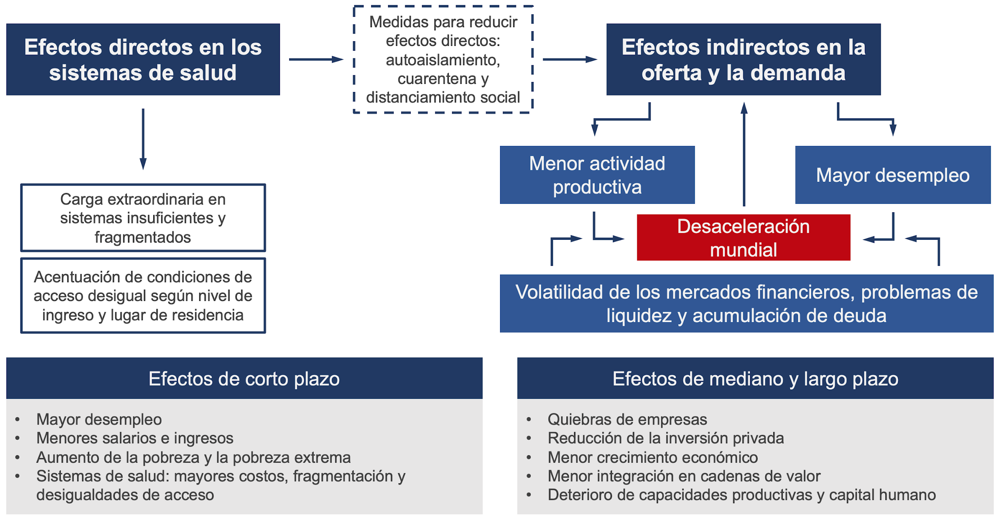 Efectos directos en los
sistemas de salud
Medidas para reducir
efectos directos:
autoaislamiento,
cuarentena y
distanciamiento social
Efectos indirectos en la
oferta y la demanda
Carga extraordinaria en
sistemas insuficientes y
fragmentados
Acentuación de condiciones de
acceso desigual según nivel de
ingreso y lugar de residencia
Menor actividad
productiva
Mayor desempleo
Desaceleración
mundial
Volatilidad de los mercados financieros, problemas de
liquidez y acumulación de deuda
Efectos de corto plazo
• Mayor desempleo
• Menores salarios e ingresos
• Aumento de la pobreza y la pobreza extrema
• Sistemas de salud: mayores costos, fragmentación y
desigualdades de acceso
Efectos de mediano y largo plazo
• Quiebras de empresas
• Reducción de la inversión privada
• Menor crecimiento económico
• Menor integración en cadenas de valor
• Deterioro de capacidades productivas y capital humano